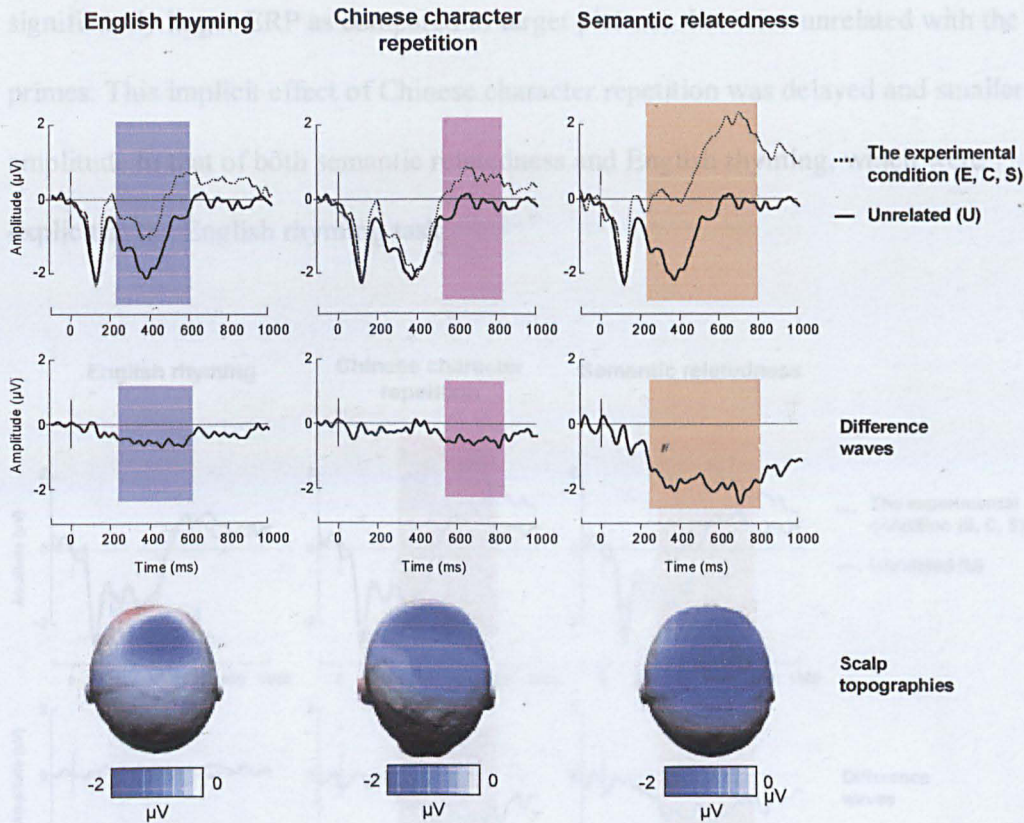 English rhyming
Chinese character
repetition
Semantic relatedness
primes. This implicit effect of Chinese character repetition was delayed and smaller
2
0
-2
Amplitude (µV)
0 200 400 600 800 1000
2
0
-2
0 200 400 600 800 1000
2
0
-2
0 200 400 600 800 1000
The experimental
condition (E, C, S)
Unrelated (U)
2
0
-2
Amplitude (µV)
0 200 400 600 800 1000
Time (ms)
2
0
-2
0 200 400 600 800 1000
Time (ms)
2
0
-2
0 200 400 600 800 1000
Time (ms)
Difference
waves
Scalp
topographies
-2 0
µV
-2 0
µV
-2 0
µV
µV